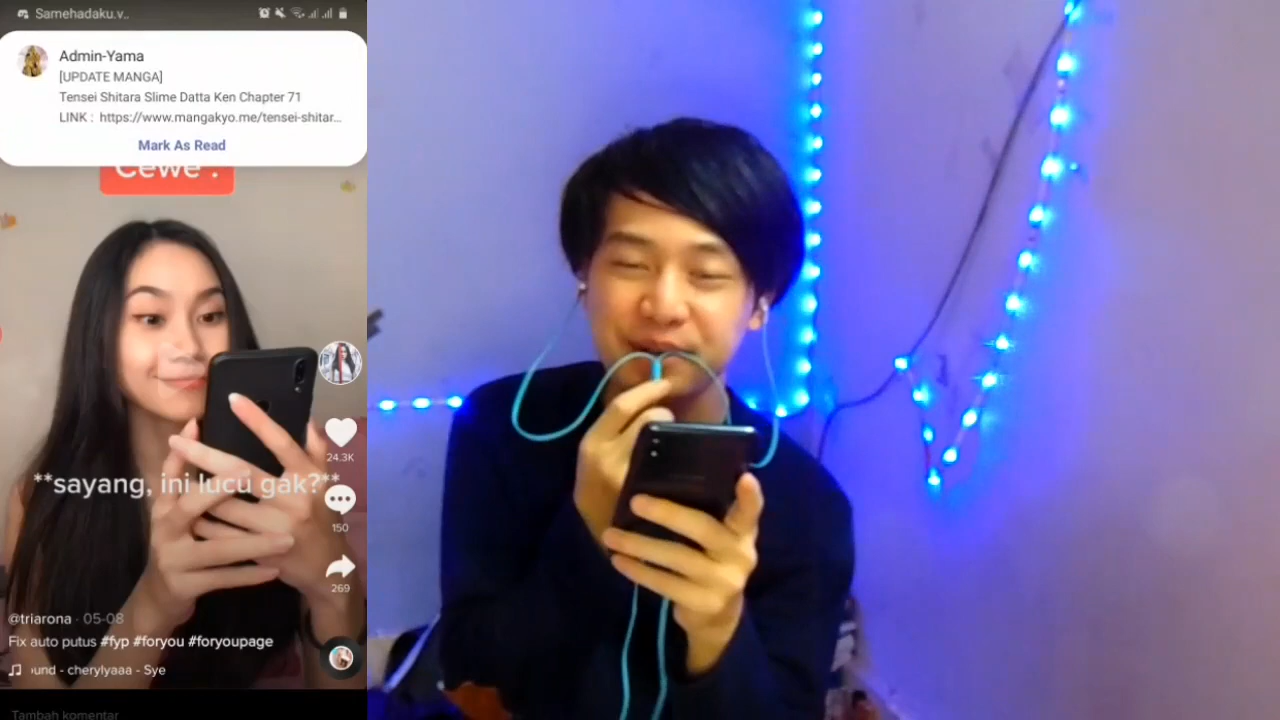 Samehadaku.v..
Admin-Yama
[UPDATE MANGA]
Tensei Shitara Slime Datta Ken Chapter 71
LINK : https://www.mangakyo.me/tensei-shitar...
Mark As Read
Cewe :
**sayang, ini lucu gak?**
24.3K
150
269
@triarona · 05-08
Fix auto putus #fyp #foryou #foryoupage
ound - cherylyaaa - Sye
Tambah komentar